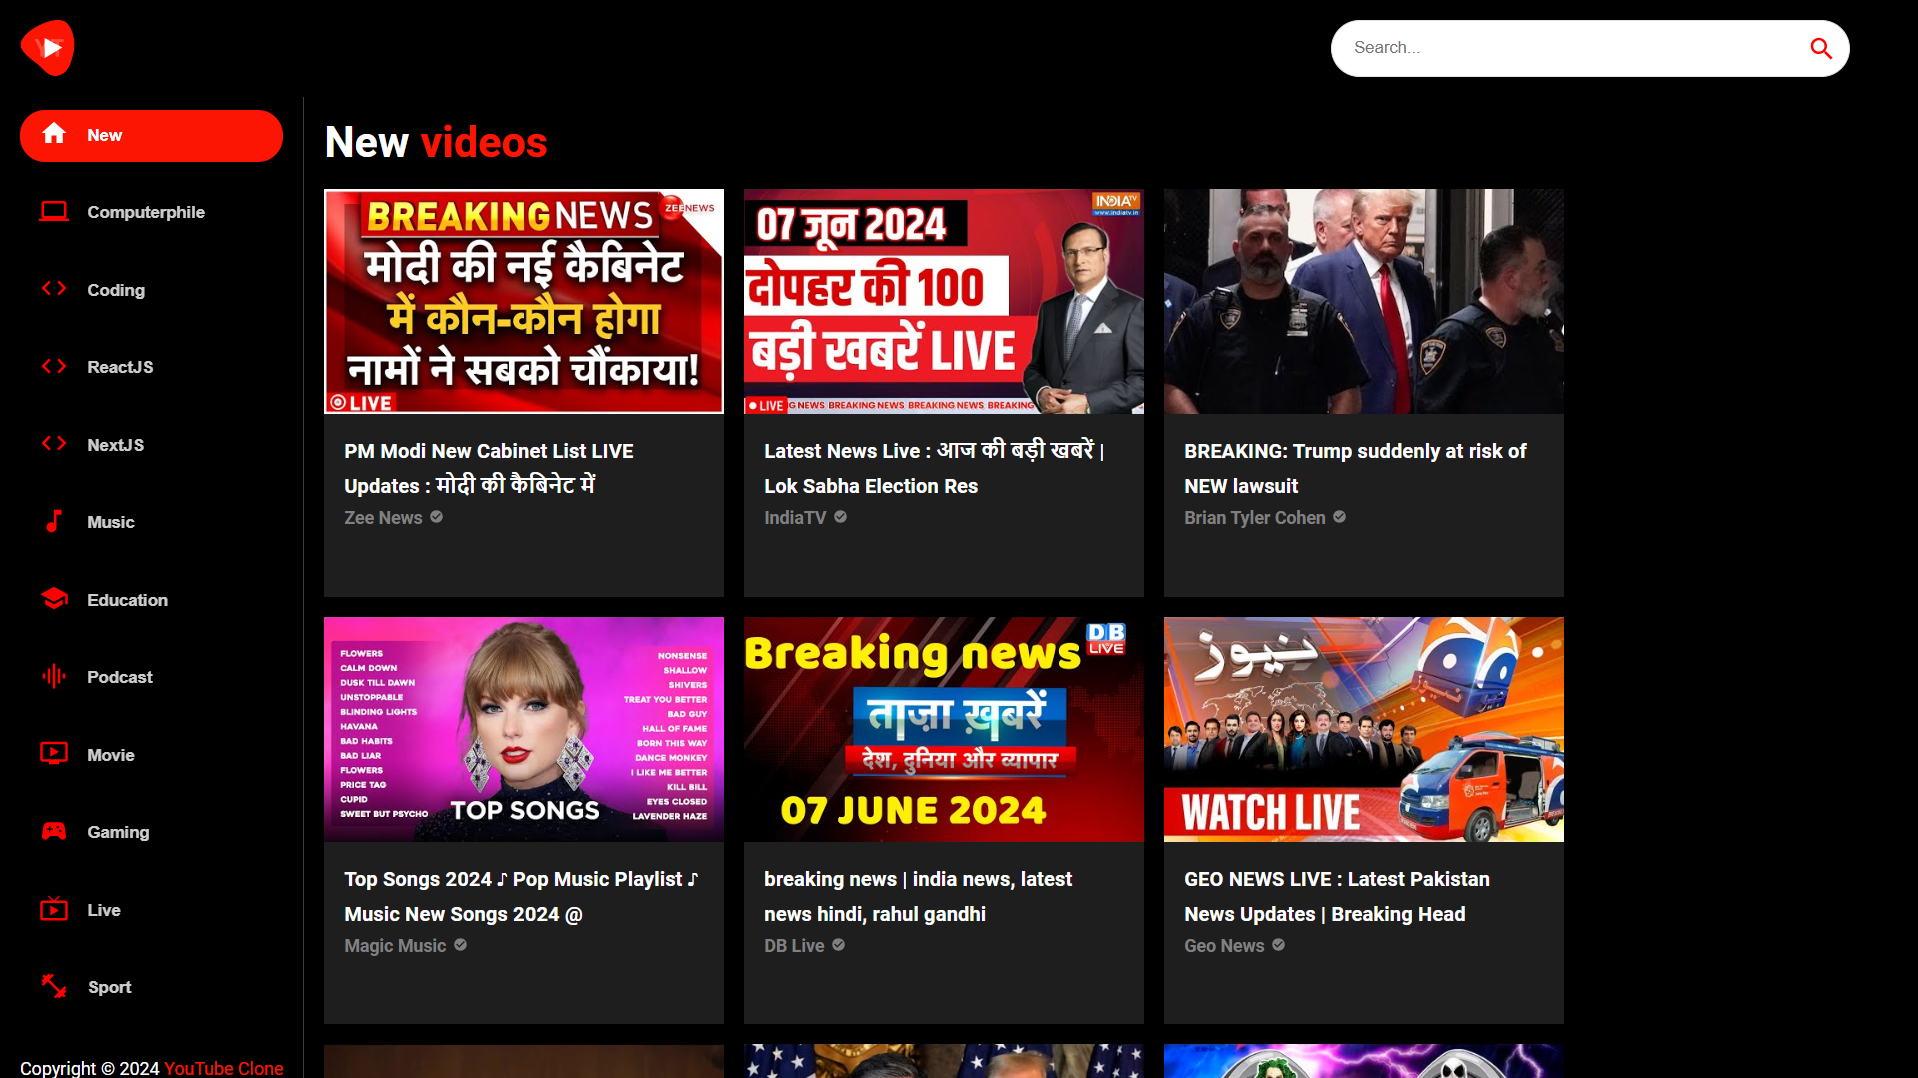 Search...
New
Computerphile
Coding
ReactJS
NextJS
Music
Education
Podcast
Movie
Gaming
Live
Sport
Copyright © 2024 YouTube Clone
New videos
BREAKING NEWS
ZEE NEWS
मोदी की नई कैबिनेट
में कौन-कौन होगा
नामों ने सबको चौंकाया!
LIVE
PM Modi New Cabinet List LIVE
Updates : मोदी की कैबिनेट में
Zee News
INDIA TV
www.indiatv.in
07 जून 2024
दोपहर की 100
बड़ी खबरें LIVE
LIVE
G NEWS BREAKING NEWS BREAKING NEWS BREAKING
Latest News Live : आज की बड़ी खबरें |
Lok Sabha Election Res
IndiaTV
BREAKING: Trump suddenly at risk of
NEW lawsuit
Brian Tyler Cohen
FLOWERS
CALM DOWN
DUSK TILL DAWN
UNSTOPPABLE
BLINDING LIGHTS
HAVANA
BAD HABITS
BAD LIAR
FLOWERS
PRICE TAG
CUPID
SWEET BUT PSYCHO
NONSENSE
SHALLOW
SHIVERS
TREAT YOU BETTER
BAD GUY
HALL OF FAME
BORN THIS WAY
DANCE MONKEY
I LIKE ME BETTER
KILL BILL
EYES CLOSED
LAVENDER HAZE
TOP SONGS
Top Songs 2024 ♪ Pop Music Playlist ♪
Music New Songs 2024 @
Magic Music
Breaking news
DB
LIVE
ताज़ा ख़बरें
देश, दुनिया और व्यापार
07 JUNE 2024
breaking news | india news, latest
news hindi, rahul gandhi
DB Live
نیوز
WATCH LIVE
GEO NEWS LIVE : Latest Pakistan
News Updates | Breaking Head
Geo News